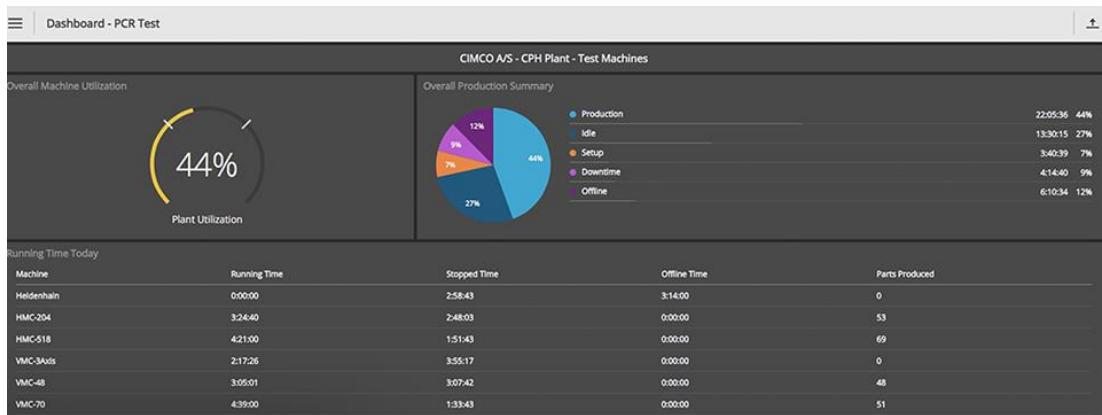 Dashboard - PCR Test
CIMCO A/S - CPH Plant - Test Machines
Overall Machine Utilization
44%
Plant Utilization
Overall Production Summary
12%
9%
7%
44%
27%
Production 22:05:36 44%
Idle 13:30:15 27%
Setup 3:40:39 7%
Downtime 4:14:40 9%
Offline 6:10:34 12%
Running Time Today
Machine Running Time Stopped Time Offline Time Parts Produced
Heidenhain 0:00:00 2:58:43 3:14:00 0
HMC-204 3:24:40 2:48:03 0:00:00 53
HMC-518 4:21:00 1:51:43 0:00:00 69
VMC-3Axis 2:17:26 3:55:17 0:00:00 0
VMC-48 3:05:01 3:07:42 0:00:00 48
VMC-70 4:39:00 1:33:43 0:00:00 51